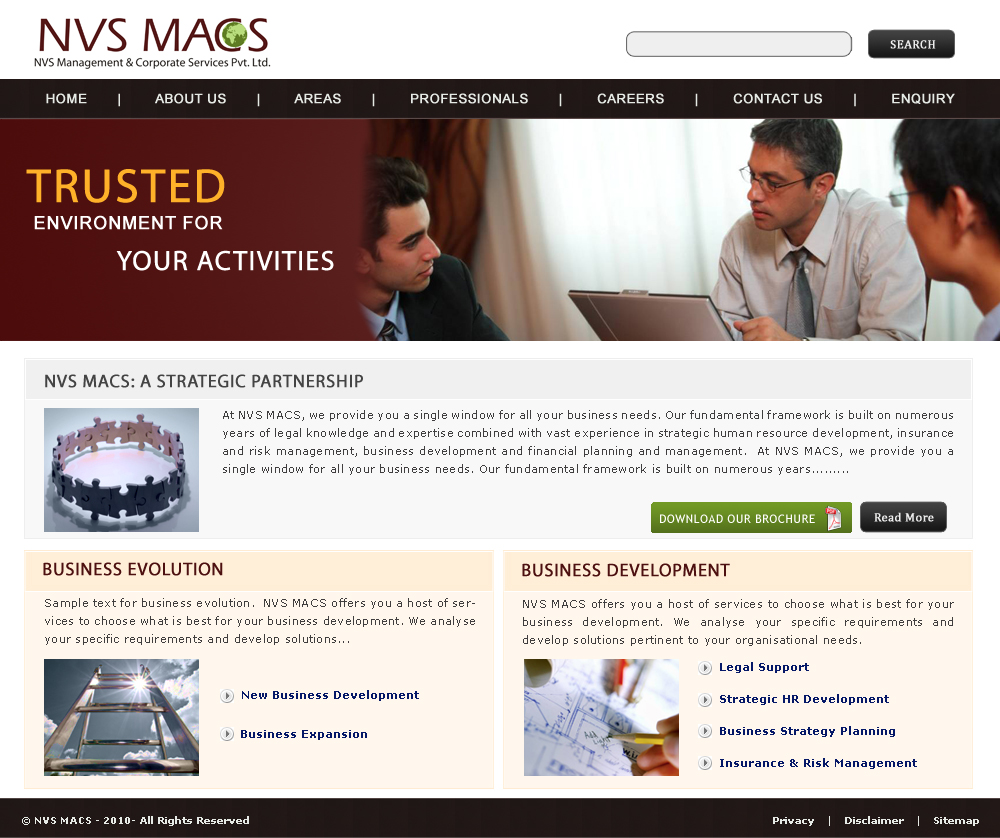 NVS MACS
NVS Management & Corporate Services Pvt. Ltd.
SEARCH
HOME | ABOUT US | AREAS | PROFESSIONALS | CAREERS | CONTACT US | ENQUIRY
TRUSTED
ENVIRONMENT FOR
YOUR ACTIVITIES
NVS MACS: A STRATEGIC PARTNERSHIP
At NVS MACS, we provide you a single window for all your business needs. Our fundamental framework is built on numerous
years of legal knowledge and expertise combined with vast experience in strategic human resource development, insurance
and risk management, business development and financial planning and management. At NVS MACS, we provide you a
single window for all your business needs. Our fundamental framework is built on numerous years.........
DOWNLOAD OUR BROCHURE
Read More
BUSINESS EVOLUTION
Sample text for business evolution. NVS MACS offers you a host of ser-
vices to choose what is best for your business development. We analyse
your specific requirements and develop solutions...
New Business Development
Business Expansion
BUSINESS DEVELOPMENT
NVS MACS offers you a host of services to choose what is best for your
business development. We analyse your specific requirements and
develop solutions pertinent to your organisational needs.
Legal Support
Strategic HR Development
Business Strategy Planning
Insurance & Risk Management
© NVS MACS - 2010- All Rights Reserved
Privacy | Disclaimer | Sitemap